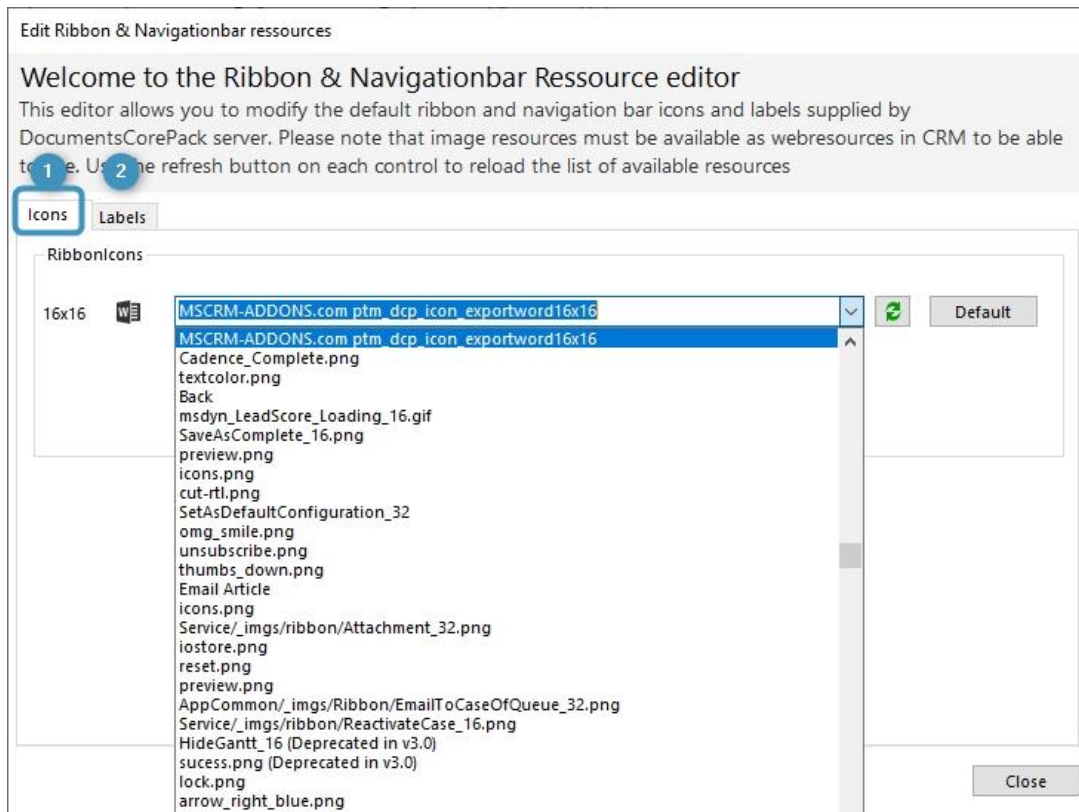 Edit Ribbon & Navigationbar ressources
Welcome to the Ribbon & Navigationbar Ressource editor
This editor allows you to modify the default ribbon and navigation bar icons and labels supplied by
DocumentsCorePack server. Please note that image resources must be available as webresources in CRM to be able
refresh button on each control to reload the list of available resources
1 2
Icons Labels
RibbonIcons
16x16 MSCRM-ADDONS.com ptm_dcp_icon_exportword16x16 Default
MSCRM-ADDONS.com ptm_dcp_icon_exportword16x16
Cadence_Complete.png
textcolor.png
Back
msdyn_LeadScore_Loading_16.gif
SaveAsComplete_16.png
preview.png
icons.png
cut-rtl.png
SetAsDefaultConfiguration_32
omg_smile.png
unsubscribe.png
thumbs_down.png
Email Article
icons.png
Service/_imgs/ribbon/Attachment_32.png
iostore.png
reset.png
preview.png
AppCommon/_imgs/Ribbon/EmailToCaseOfQueue_32.png
Service/_imgs/ribbon/ReactivateCase_16.png
HideGantt_16 (Deprecated in v3.0)
sucess.png (Deprecated in v3.0)
lock.png
arrow_right_blue.png
Close